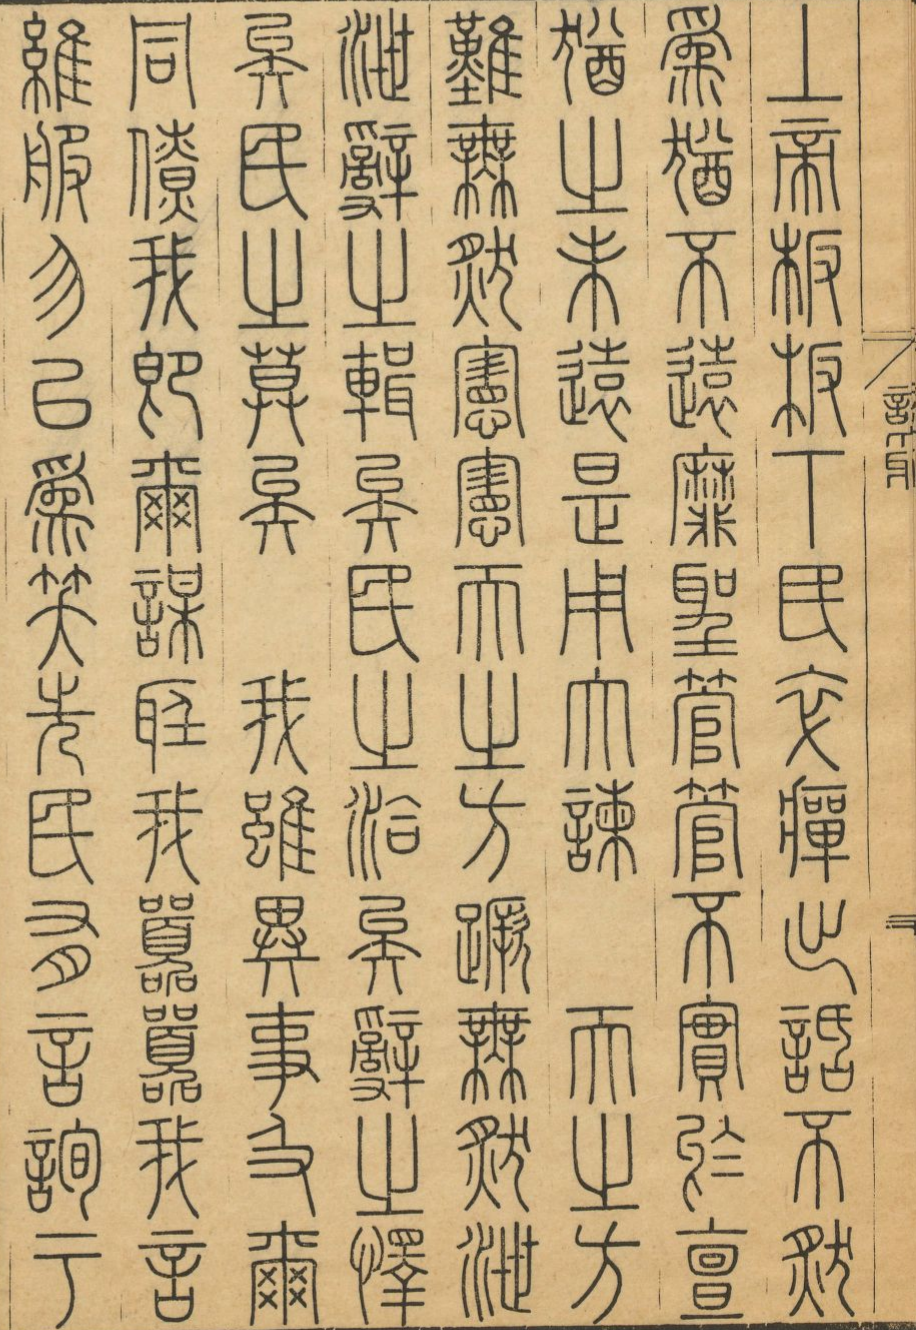 上帝板板下民卒癉出話不然
為猶不遠靡聖管管不實於亶
猶之未遠是用大諫　天之方
難無然憲憲天之方蹶無然泄
泄辭之輯矣民之洽矣辭之懌
矣民之莫矣　我雖異事及爾
同僚我即爾謀聽我囂囂我言
維服勿以為笑先民有言詢于